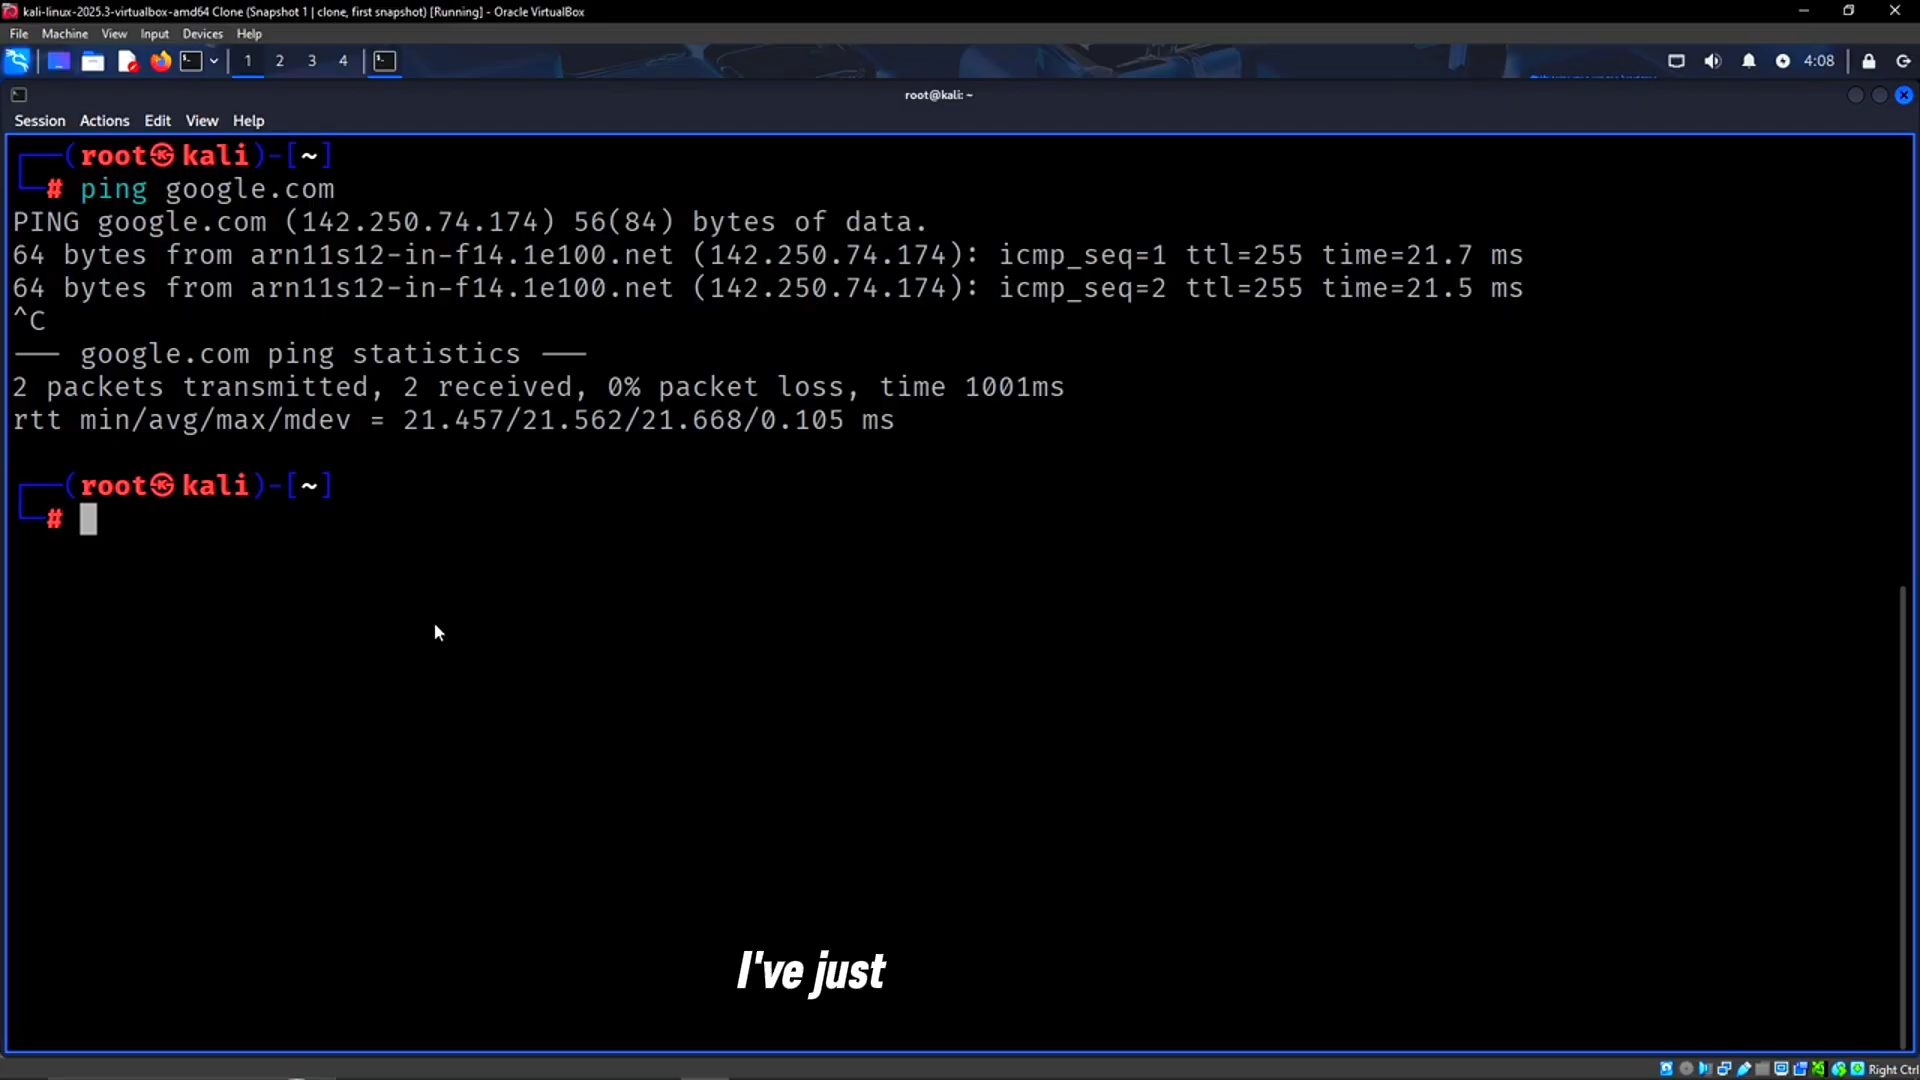 kali-linux-2025.3-virtualbox-amd64 Clone (Snapshot 1 | clone, first snapshot) [Running] - Oracle VirtualBox
File Machine View Input Devices Help
1 2 3 4 4:08
root@kali: ~
Session Actions Edit View Help
(root㉿kali)-[~]
# ping google.com
PING google.com (142.250.74.174) 56(84) bytes of data.
64 bytes from arn11s12-in-f14.1e100.net (142.250.74.174): icmp_seq=1 ttl=255 time=21.7 ms
64 bytes from arn11s12-in-f14.1e100.net (142.250.74.174): icmp_seq=2 ttl=255 time=21.5 ms
^C
--- google.com ping statistics ---
2 packets transmitted, 2 received, 0% packet loss, time 1001ms
rtt min/avg/max/mdev = 21.457/21.562/21.668/0.105 ms
(root㉿kali)-[~]
#
I've just
Right Ctrl